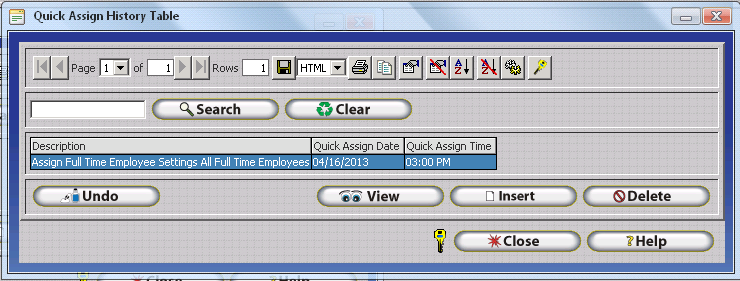 Quick Assign History Table
Page 1 of 1 Rows 1 HTML
Search Clear
Description Quick Assign Date Quick Assign Time
Assign Full Time Employee Settings All Full Time Employees 04/16/2013 03:00 PM
Undo View Insert Delete
Close Help
Close Help